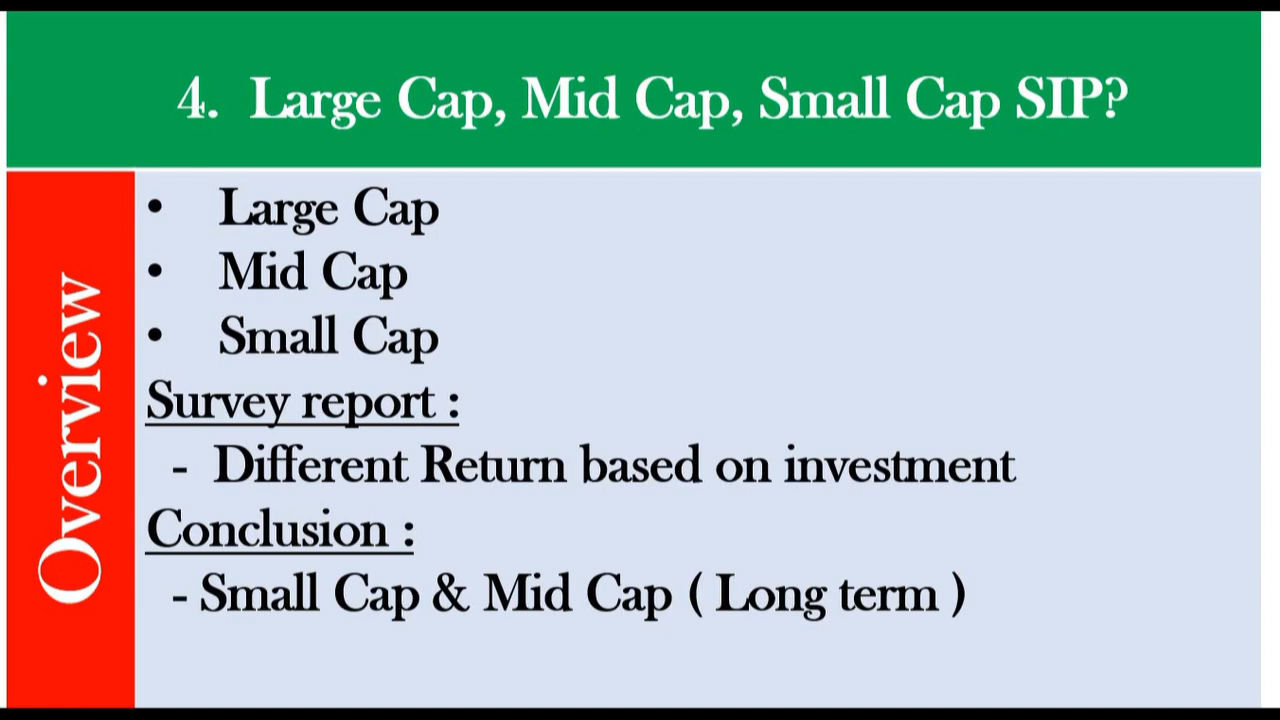 4. Large Cap, Mid Cap, Small Cap SIP?
Overview
• Large Cap
• Mid Cap
• Small Cap
Survey report :
- Different Return based on investment
Conclusion :
- Small Cap & Mid Cap ( Long term )